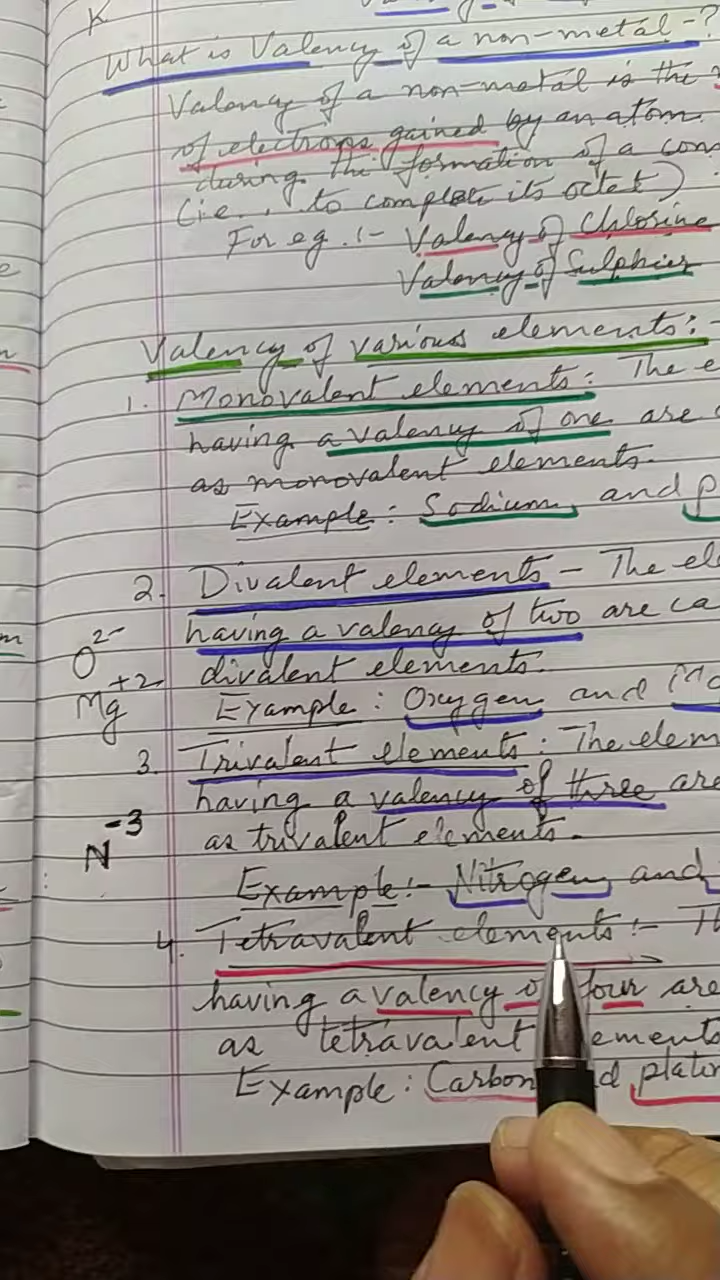 K
What is Valency of a non-metal -?
Valency of a non-metal is the
of electrons gained by an atom
during the formation of a com
(i.e., to complete its octet)
For eg :- Valency of Chlorine
Valency of Sulphur
Valency of various elements:-
1. Monovalent elements: The e
having a valency of one are
as monovalent elements.
Example: Sodium and p
2. Divalent elements - The ele
having a valency of two are ca
O2-
divalent elements.
Mg+2
Example: Oxygen and Ma
3. Trivalent elements: The elem
having a valency of three are
N-3
as trivalent elements.
Example:- Nitrogen and
4. Tetravalent elements:- Th
having a valency of four are
as tetravalent ements
Example: Carbon nd platin